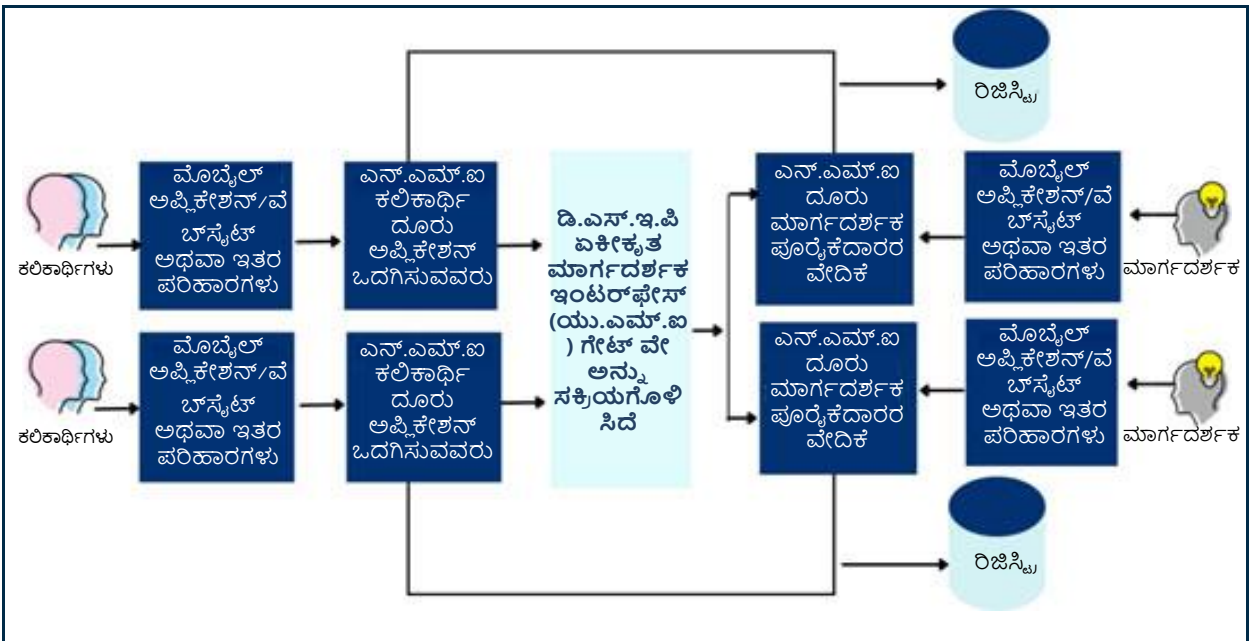 ರಿಜಿಸ್ಟ್ರಿ
ಕಲಿಕಾರ್ಥಿಗಳು
ಮೊಬೈಲ್
ಅಪ್ಲಿಕೇಶನ್/ವೆ
ಬ್‌ಸೈಟ್
ಅಥವಾ ಇತರ
ಪರಿಹಾರಗಳು
ಎನ್.ಎಮ್.ಐ
ಕಲಿಕಾರ್ಥಿ
ದೂರು
ಅಪ್ಲಿಕೇಶನ್
ಒದಗಿಸುವವರು
ಡಿ.ಎಸ್.ಇ.ಪಿ
ಏಕೀಕೃತ
ಮಾರ್ಗದರ್ಶಕ
ಇಂಟರ್‌ಫೇಸ್
(ಯು.ಎಮ್.ಐ
) ಗೇಟ್ ವೇ
ಅನ್ನು
ಸಕ್ರಿಯಗೊಳಿ
ಸಿದೆ
ಎನ್.ಎಮ್.ಐ
ದೂರು
ಮಾರ್ಗದರ್ಶಕ
ಪೂರೈಕೆದಾರರ
ವೇದಿಕೆ
ಮೊಬೈಲ್
ಅಪ್ಲಿಕೇಶನ್/ವೆ
ಬ್‌ಸೈಟ್
ಅಥವಾ ಇತರ
ಪರಿಹಾರಗಳು
ಮಾರ್ಗದರ್ಶಕ
ಕಲಿಕಾರ್ಥಿಗಳು
ಮೊಬೈಲ್
ಅಪ್ಲಿಕೇಶನ್/ವೆ
ಬ್‌ಸೈಟ್
ಅಥವಾ ಇತರ
ಪರಿಹಾರಗಳು
ಎನ್.ಎಮ್.ಐ
ಕಲಿಕಾರ್ಥಿ
ದೂರು
ಅಪ್ಲಿಕೇಶನ್
ಒದಗಿಸುವವರು
ಎನ್.ಎಮ್.ಐ
ದೂರು
ಮಾರ್ಗದರ್ಶಕ
ಪೂರೈಕೆದಾರರ
ವೇದಿಕೆ
ಮೊಬೈಲ್
ಅಪ್ಲಿಕೇಶನ್/ವೆ
ಬ್‌ಸೈಟ್
ಅಥವಾ ಇತರ
ಪರಿಹಾರಗಳು
ಮಾರ್ಗದರ್ಶಕ
ರಿಜಿಸ್ಟ್ರಿ